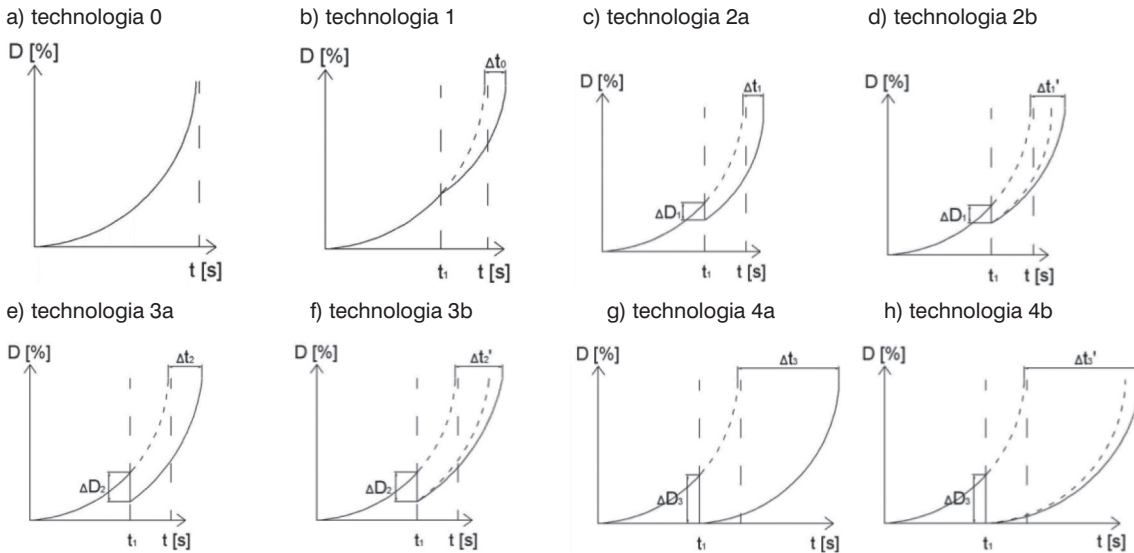 a) technologia 0
b) technologia 1
c) technologia 2a
d) technologia 2b
D [%]
t [s]
D [%]
Δt₀
t₁
t [s]
D [%]
Δt₁
ΔD₁
t₁
t [s]
D [%]
Δt₁'
ΔD₁
t₁
t [s]
e) technologia 3a
f) technologia 3b
g) technologia 4a
h) technologia 4b
D [%]
Δt₂
ΔD₂
t₁
t [s]
D [%]
Δt₂'
ΔD₂
t₁
t [s]
D [%]
Δt₃
ΔD₃
t₁
t [s]
D [%]
Δt₃'
ΔD₃
t₁
t [s]